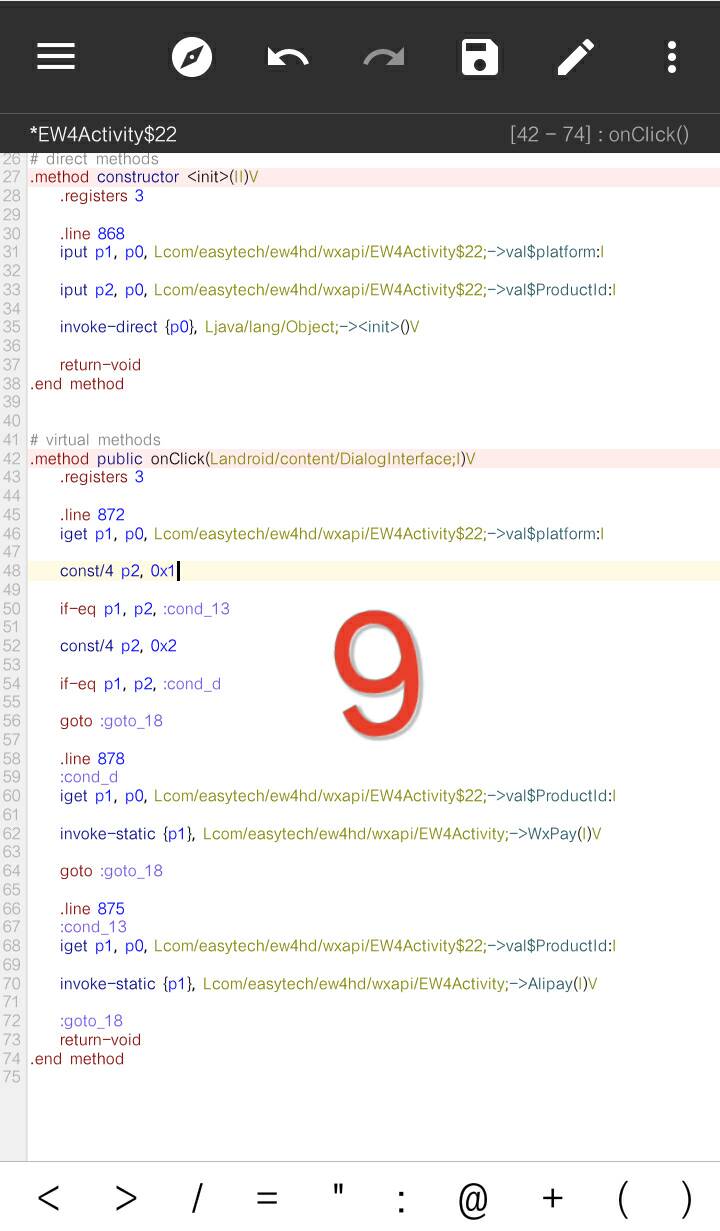 *EW4Activity$22 [42 – 74] : onClick()
26 # direct methods
27 .method constructor <init>(II)V
28 .registers 3
29
30 .line 868
31 iput p1, p0, Lcom/easytech/ew4hd/wxapi/EW4Activity$22;->val$platform:I
32
33 iput p2, p0, Lcom/easytech/ew4hd/wxapi/EW4Activity$22;->val$ProductId:I
34
35 invoke-direct {p0}, Ljava/lang/Object;-><init>()V
36
37 return-void
38 .end method
39
40
41 # virtual methods
42 .method public onClick(Landroid/content/DialogInterface;I)V
43 .registers 3
44
45 .line 872
46 iget p1, p0, Lcom/easytech/ew4hd/wxapi/EW4Activity$22;->val$platform:I
47
48 const/4 p2, 0x1
49
50 if-eq p1, p2, :cond_13
51
52 const/4 p2, 0x2
53
54 if-eq p1, p2, :cond_d
55
56 goto :goto_18
57
58 .line 878
59 :cond_d
60 iget p1, p0, Lcom/easytech/ew4hd/wxapi/EW4Activity$22;->val$ProductId:I
61
62 invoke-static {p1}, Lcom/easytech/ew4hd/wxapi/EW4Activity;->WxPay(I)V
63
64 goto :goto_18
65
66 .line 875
67 :cond_13
68 iget p1, p0, Lcom/easytech/ew4hd/wxapi/EW4Activity$22;->val$ProductId:I
69
70 invoke-static {p1}, Lcom/easytech/ew4hd/wxapi/EW4Activity;->Alipay(I)V
71
72 :goto_18
73 return-void
74 .end method
75
9
< > / = " : @ + ( )